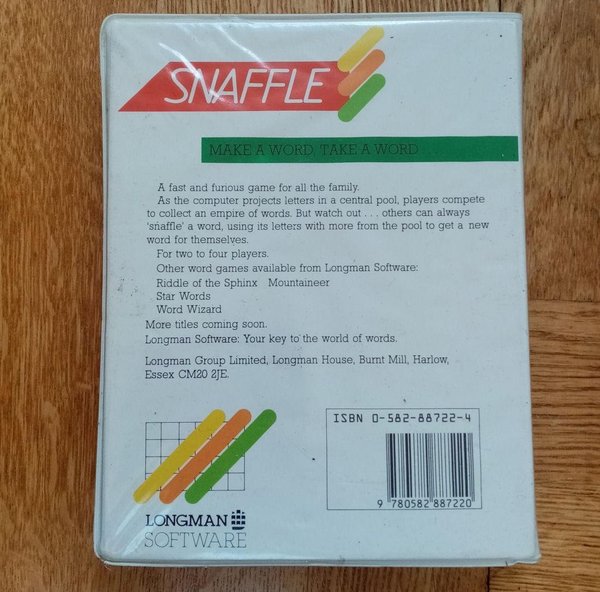 SNAFFLE
MAKE A WORD, TAKE A WORD
A fast and furious game for all the family.
As the computer projects letters in a central pool, players compete
to collect an empire of words. But watch out . . . others can always
'snaffle' a word, using its letters with more from the pool to get a new
word for themselves.
For two to four players.
Other word games available from Longman Software:
Riddle of the Sphinx Mountaineer
Star Words
Word Wizard
More titles coming soon.
Longman Software: Your key to the world of words.
Longman Group Limited, Longman House, Burnt Mill, Harlow,
Essex CM20 2JE.
ISBN 0-582-88722-4
9 780582 887220
LONGMAN
SOFTWARE